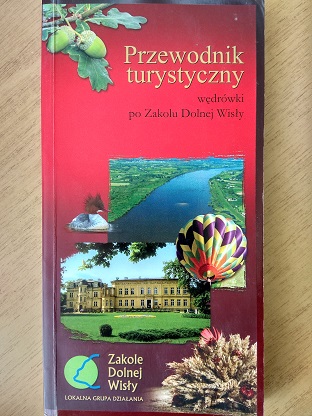 Przewodnik
turystyczny
wędrówki
po Zakolu Dolnej Wisły
Zakole
Dolnej
Wisły
LOKALNA GRUPA DZIAŁANIA